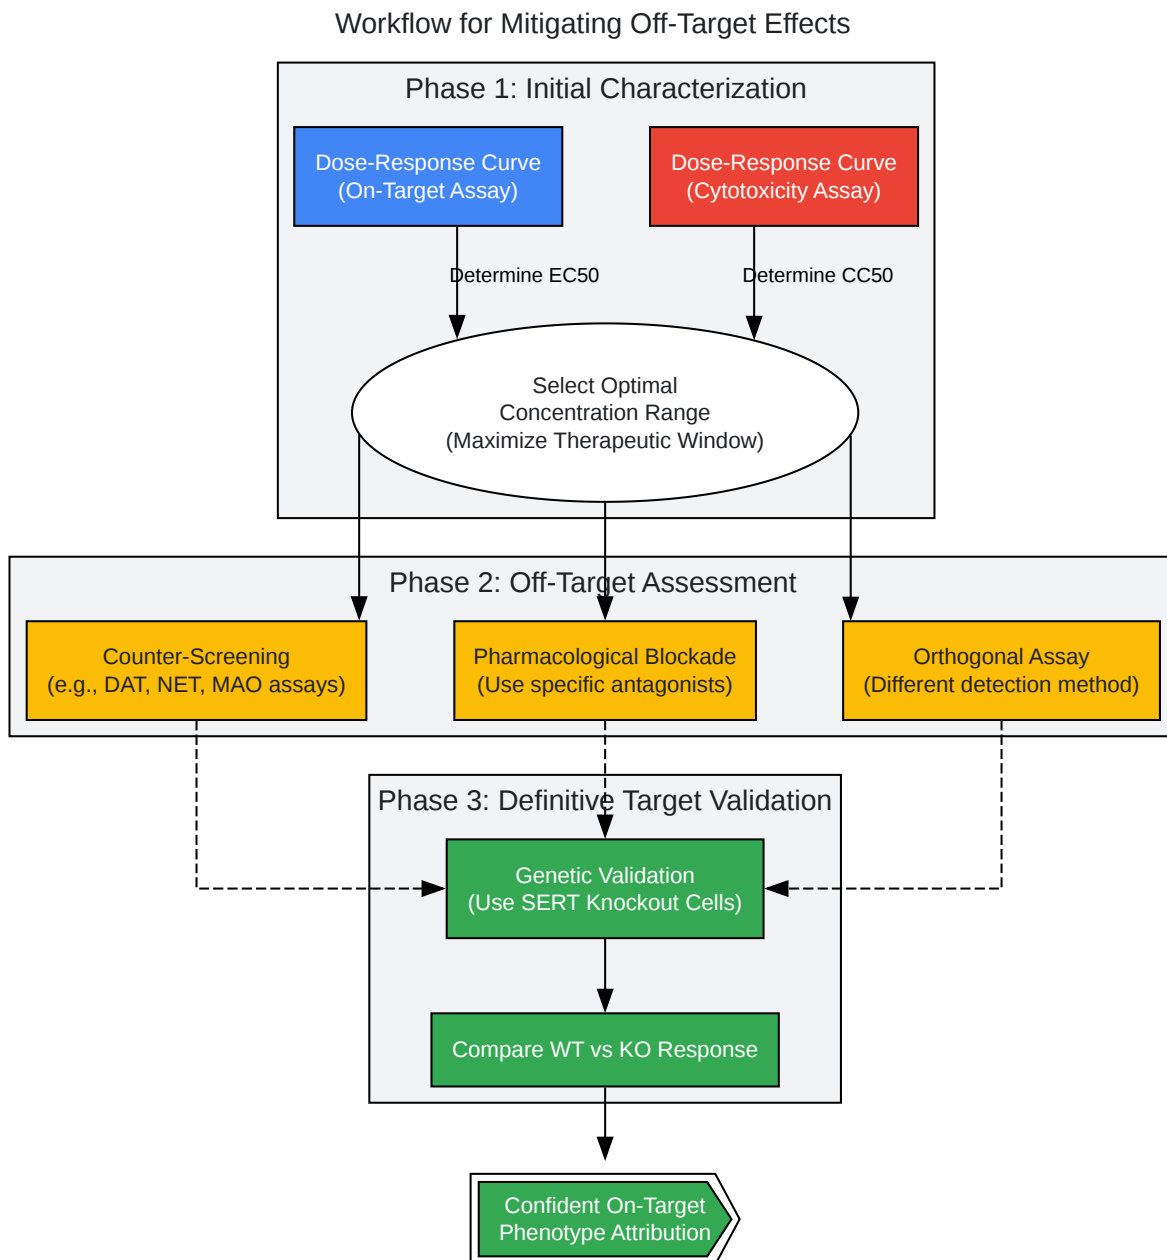 Workflow for Mitigating Off-Target Effects
Phase 1: Initial Characterization
Dose-Response Curve
(On-Target Assay)
Dose-Response Curve
(Cytotoxicity Assay)
Determine EC50
Determine CC50
Select Optimal
Concentration Range
(Maximize Therapeutic Window)
Phase 2: Off-Target Assessment
Counter-Screening
(e.g., DAT, NET, MAO assays)
Pharmacological Blockade
(Use specific antagonists)
Orthogonal Assay
(Different detection method)
Phase 3: Definitive Target Validation
Genetic Validation
(Use SERT Knockout Cells)
Compare WT vs KO Response
Confident On-Target
Phenotype Attribution